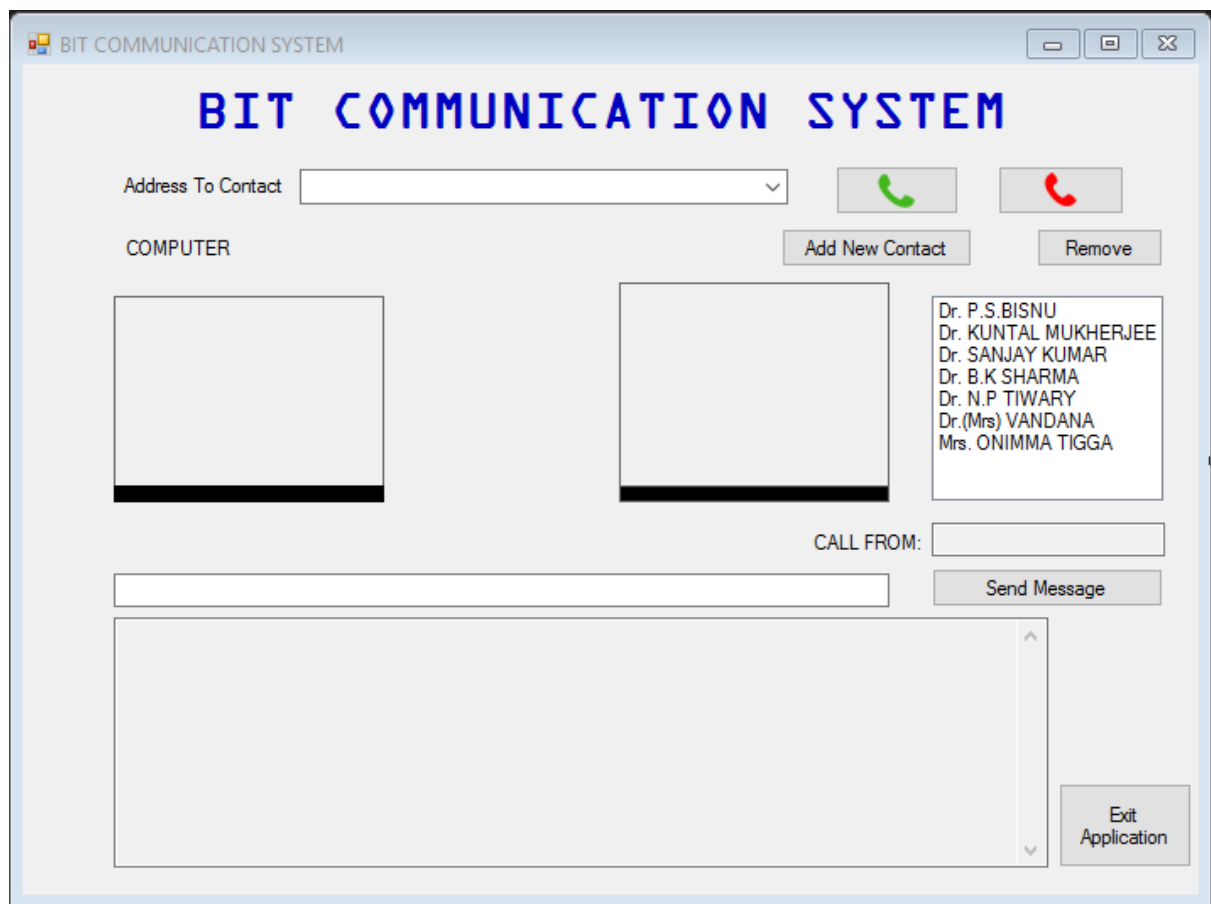 BIT COMMUNICATION SYSTEM
BIT COMMUNICATION SYSTEM
Address To Contact
COMPUTER
Add New Contact
Remove
Dr. P.S.BISNU
Dr. KUNTAL MUKHERJEE
Dr. SANJAY KUMAR
Dr. B.K SHARMA
Dr. N.P TIWARY
Dr.(Mrs) VANDANA
Mrs. ONIMMA TIGGA
CALL FROM:
Send Message
Exit
Application